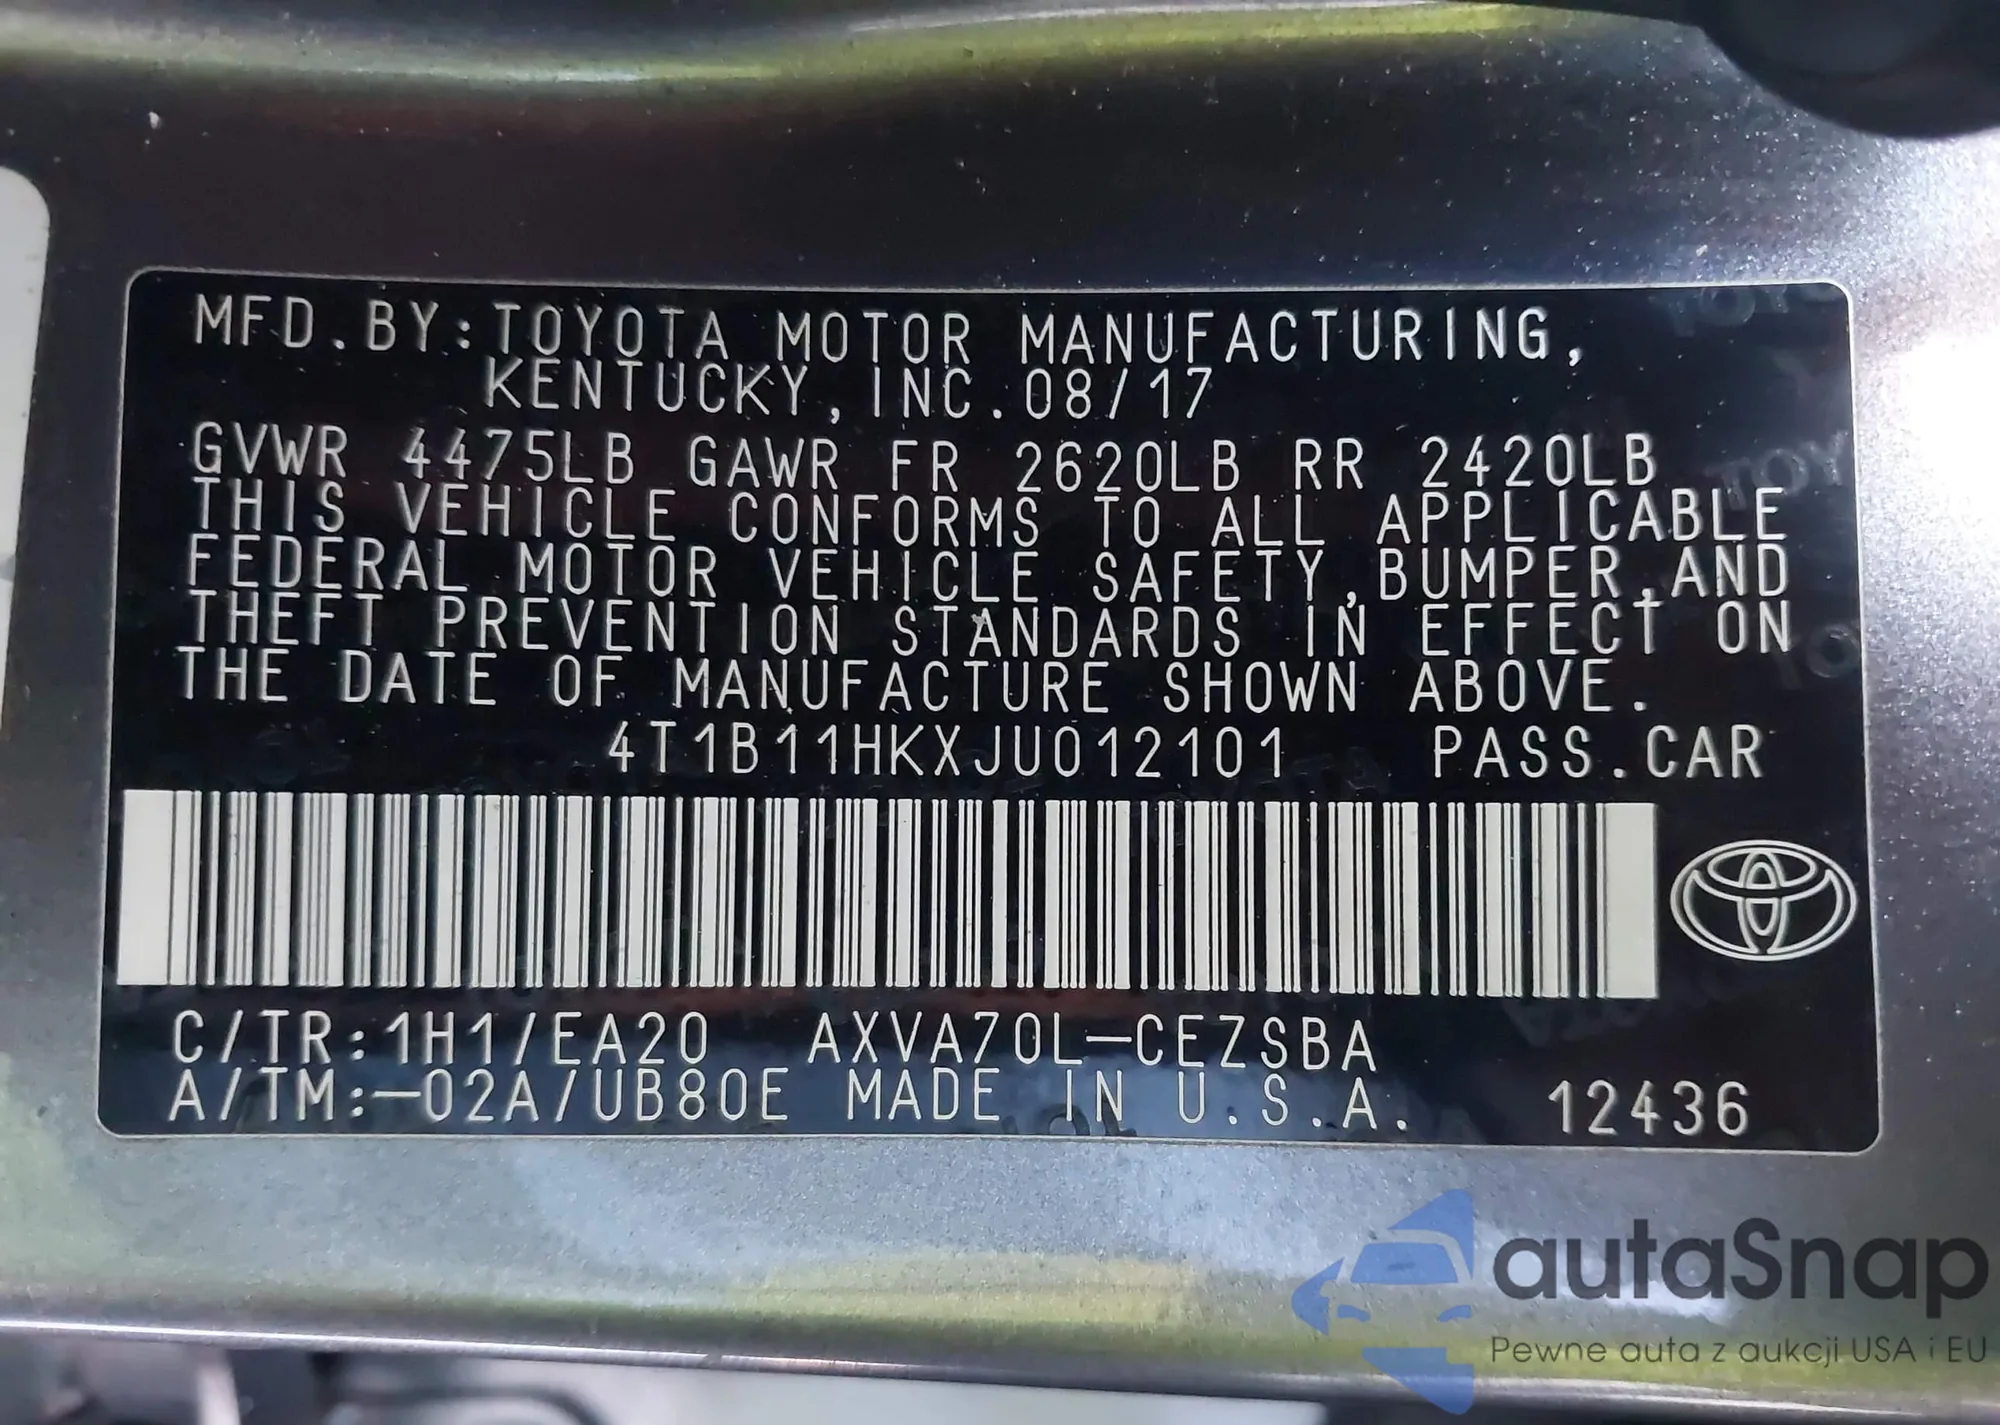 MFD.BY:TOYOTA MOTOR MANUFACTURING,
KENTUCKY,INC.08/17
GVWR 4475LB GAWR FR 2620LB RR 2420LB
THIS VEHICLE CONFORMS TO ALL APPLICABLE
FEDERAL MOTOR VEHICLE SAFETY,BUMPER,AND
THEFT PREVENTION STANDARDS IN EFFECT ON
THE DATE OF MANUFACTURE SHOWN ABOVE.
4T1B11HKXJU012101 PASS.CAR
C/TR:1H1/EA20 AXVA70L-CEZSBA
A/TM:-02A/UB80E MADE IN U.S.A. 12436
autaSnap
Pewne auta z aukcji USA i EU